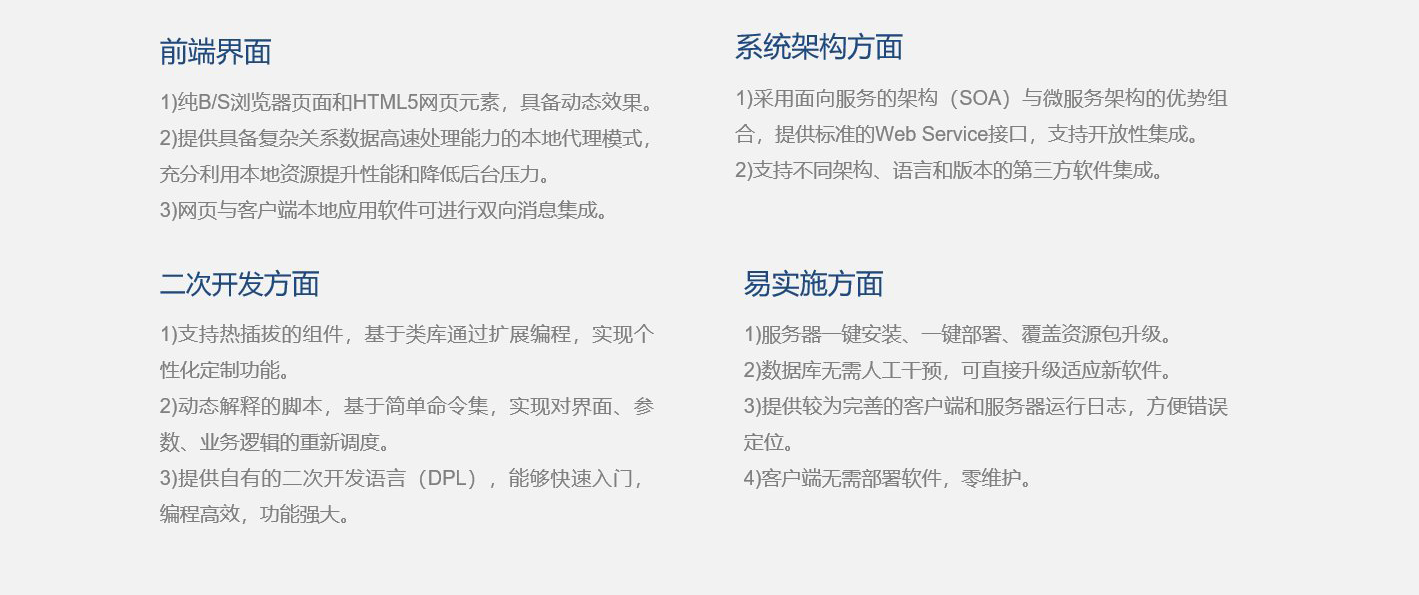 前端界面
1)纯B/S浏览器页面和HTML5网页元素，具备动态效果。
2)提供具备复杂关系数据高速处理能力的本地代理模式，
充分利用本地资源提升性能和降低后台压力。
3)网页与客户端本地应用软件可进行双向消息集成。
系统架构方面
1)采用面向服务的架构（SOA）与微服务架构的优势组
合，提供标准的Web Service接口，支持开放性集成。
2)支持不同架构、语言和版本的第三方软件集成。
二次开发方面
1)支持热插拔的组件，基于类库通过扩展编程，实现个
性化定制功能。
2)动态解释的脚本，基于简单命令集，实现对界面、参
数、业务逻辑的重新调度。
3)提供自有的二次开发语言（DPL），能够快速入门，
编程高效，功能强大。
易实施方面
1)服务器一键安装、一键部署、覆盖资源包升级。
2)数据库无需人工干预，可直接升级适应新软件。
3)提供较为完善的客户端和服务器运行日志，方便错误
定位。
4)客户端无需部署软件，零维护。